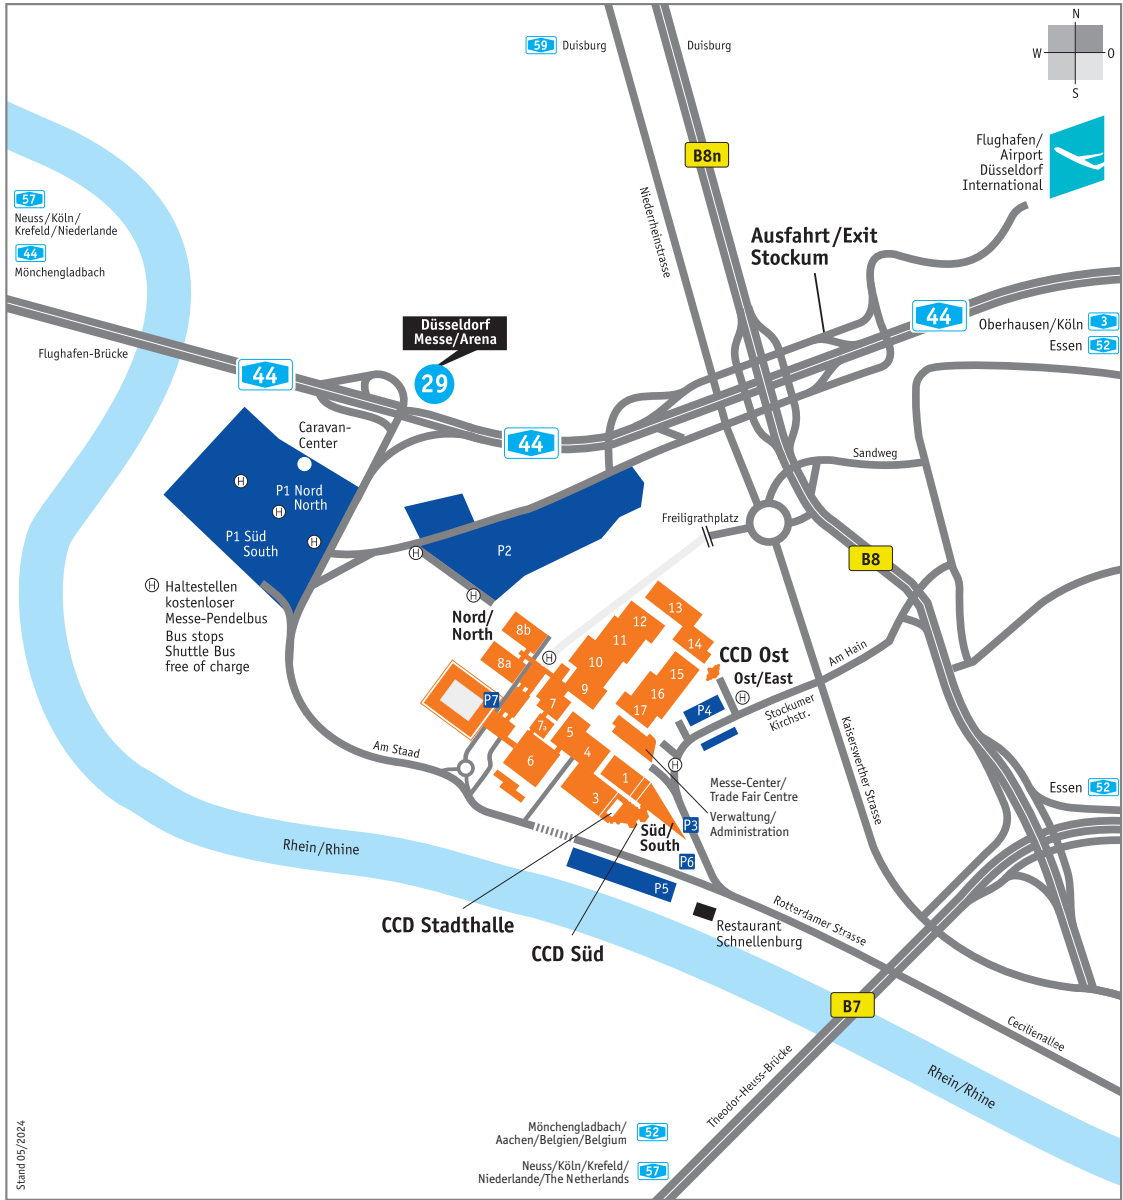 N
W
O
S
59 Duisburg
Duisburg
B8n
Flughafen/
Airport
Düsseldorf
International
57
Neuss/Köln/
Krefeld/Niederlande
44
Mönchengladbach
Niederrheinstrasse
Ausfahrt/Exit
Stockum
44
Oberhausen/Köln 3
Essen 52
Düsseldorf
Messe/Arena
29
Flughafen-Brücke
44
44
Caravan-
Center
H
H
H
P1 Nord
North
P1 Süd
South
Sandweg
Freiligrathplatz
B8
P2
H
H
H Haltestellen
kostenloser
Messe-Pendelbus
Bus stops
Shuttle Bus
free of charge
Nord/
North
8b
8a
H
P7
13
12
11
14
10
9
15
16
17
7
7a
5
4
6
1
3
CCD Ost
Ost/East
H
P4
H
Am Hain
Stockumer
Kirchstr.
Kaiserswerther Strasse
Am Staad
Messe-Center/
Trade Fair Centre
Verwaltung/
Administration
Essen 52
Süd/
South
P3
P6
P5
Rhein/Rhine
CCD Stadthalle
CCD Süd
Restaurant
Schnellenburg
Rotterdamer Strasse
B7
Cecilienallee
Theodor-Heuss-Brücke
Rhein/Rhine
Mönchengladbach/
Aachen/Belgien/Belgium
52
Neuss/Köln/Krefeld/
Niederlande/The Netherlands
57
Stand 05/2024